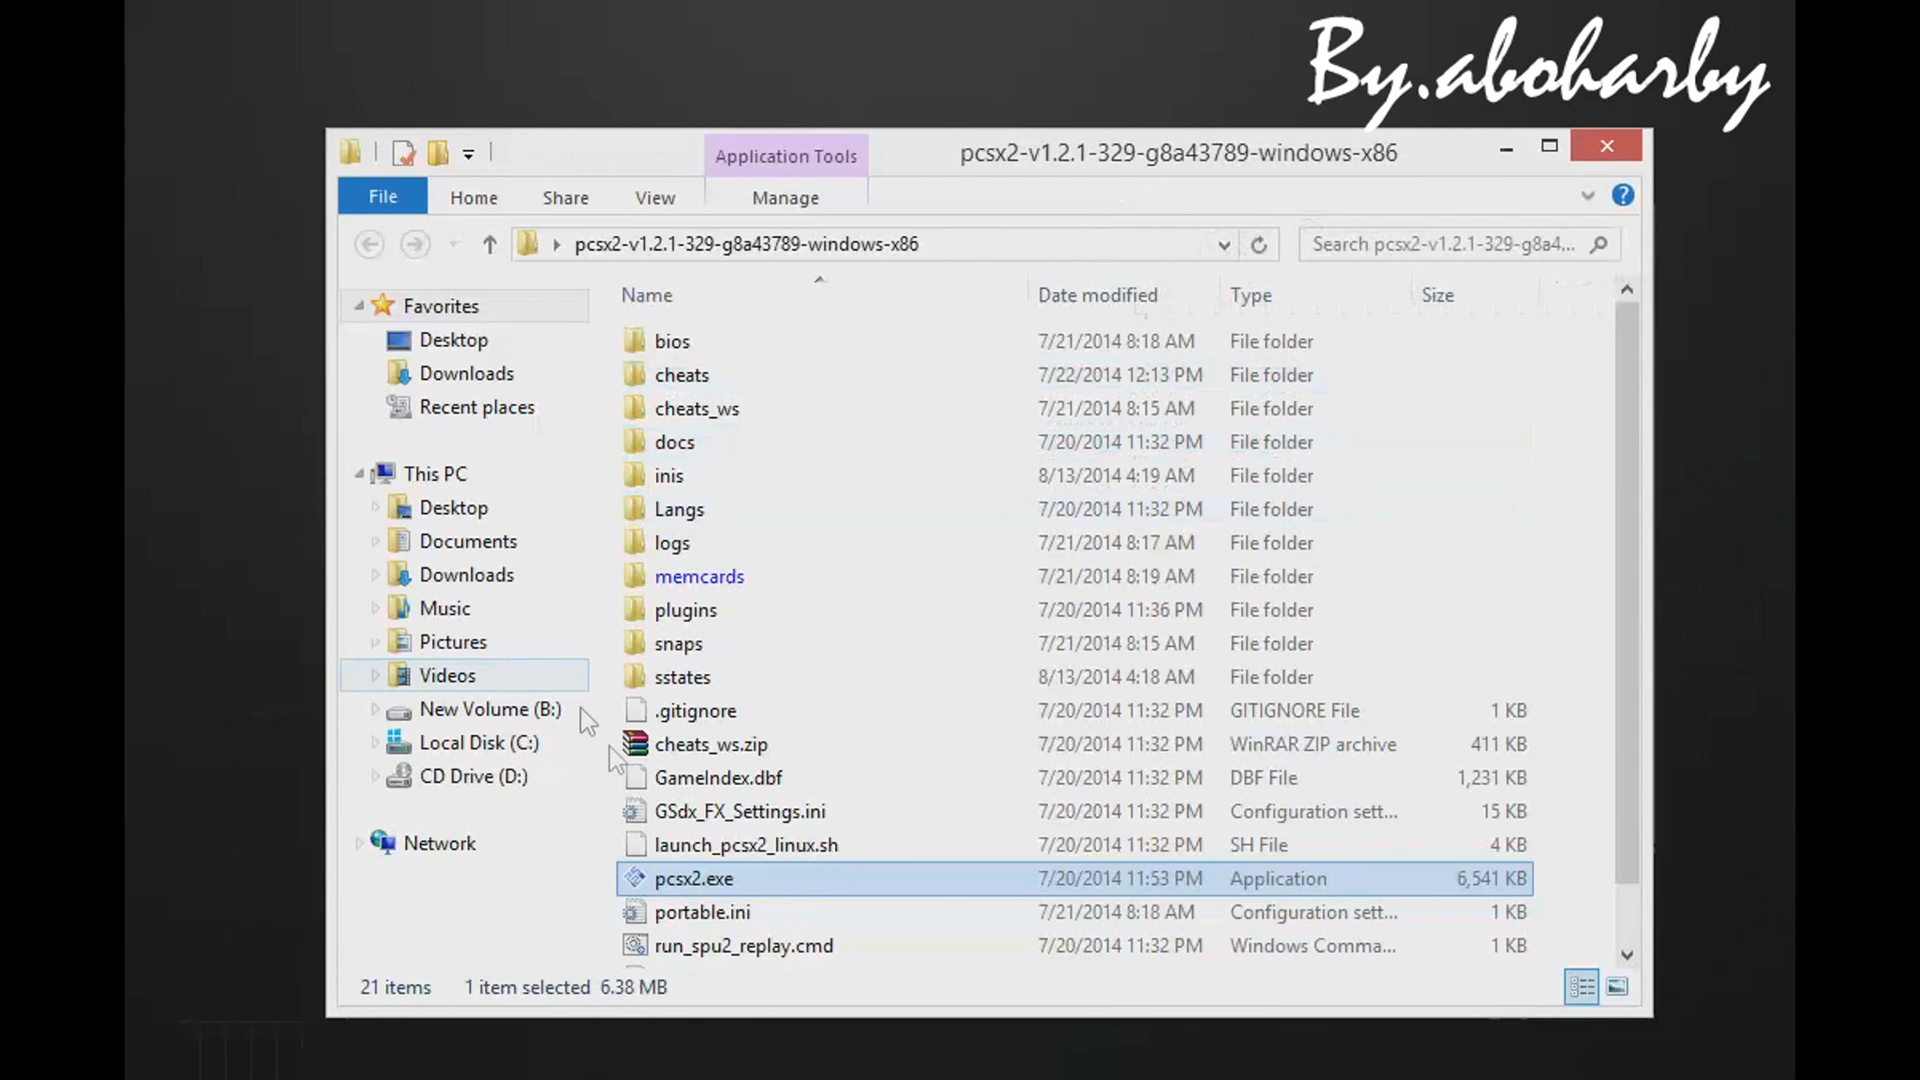 By.aboharby
Application Tools
pcsx2-v1.2.1-329-g8a43789-windows-x86
File
Home
Share
View
Manage
pcsx2-v1.2.1-329-g8a43789-windows-x86
Search pcsx2-v1.2.1-329-g8a4...
Name
Date modified
Type
Size
Favorites
Desktop
Downloads
Recent places
This PC
Desktop
Documents
Downloads
Music
Pictures
Videos
New Volume (B:)
Local Disk (C:)
CD Drive (D:)
Network
bios 7/21/2014 8:18 AM File folder
cheats 7/22/2014 12:13 PM File folder
cheats_ws 7/21/2014 8:15 AM File folder
docs 7/20/2014 11:32 PM File folder
inis 8/13/2014 4:19 AM File folder
Langs 7/20/2014 11:32 PM File folder
logs 7/21/2014 8:17 AM File folder
memcards 7/21/2014 8:19 AM File folder
plugins 7/20/2014 11:36 PM File folder
snaps 7/21/2014 8:15 AM File folder
sstates 8/13/2014 4:18 AM File folder
.gitignore 7/20/2014 11:32 PM GITIGNORE File 1 KB
cheats_ws.zip 7/20/2014 11:32 PM WinRAR ZIP archive 411 KB
GameIndex.dbf 7/20/2014 11:32 PM DBF File 1,231 KB
GSdx_FX_Settings.ini 7/20/2014 11:32 PM Configuration sett... 15 KB
launch_pcsx2_linux.sh 7/20/2014 11:32 PM SH File 4 KB
pcsx2.exe 7/20/2014 11:53 PM Application 6,541 KB
portable.ini 7/21/2014 8:18 AM Configuration sett... 1 KB
run_spu2_replay.cmd 7/20/2014 11:32 PM Windows Comma... 1 KB
21 items 1 item selected 6.38 MB